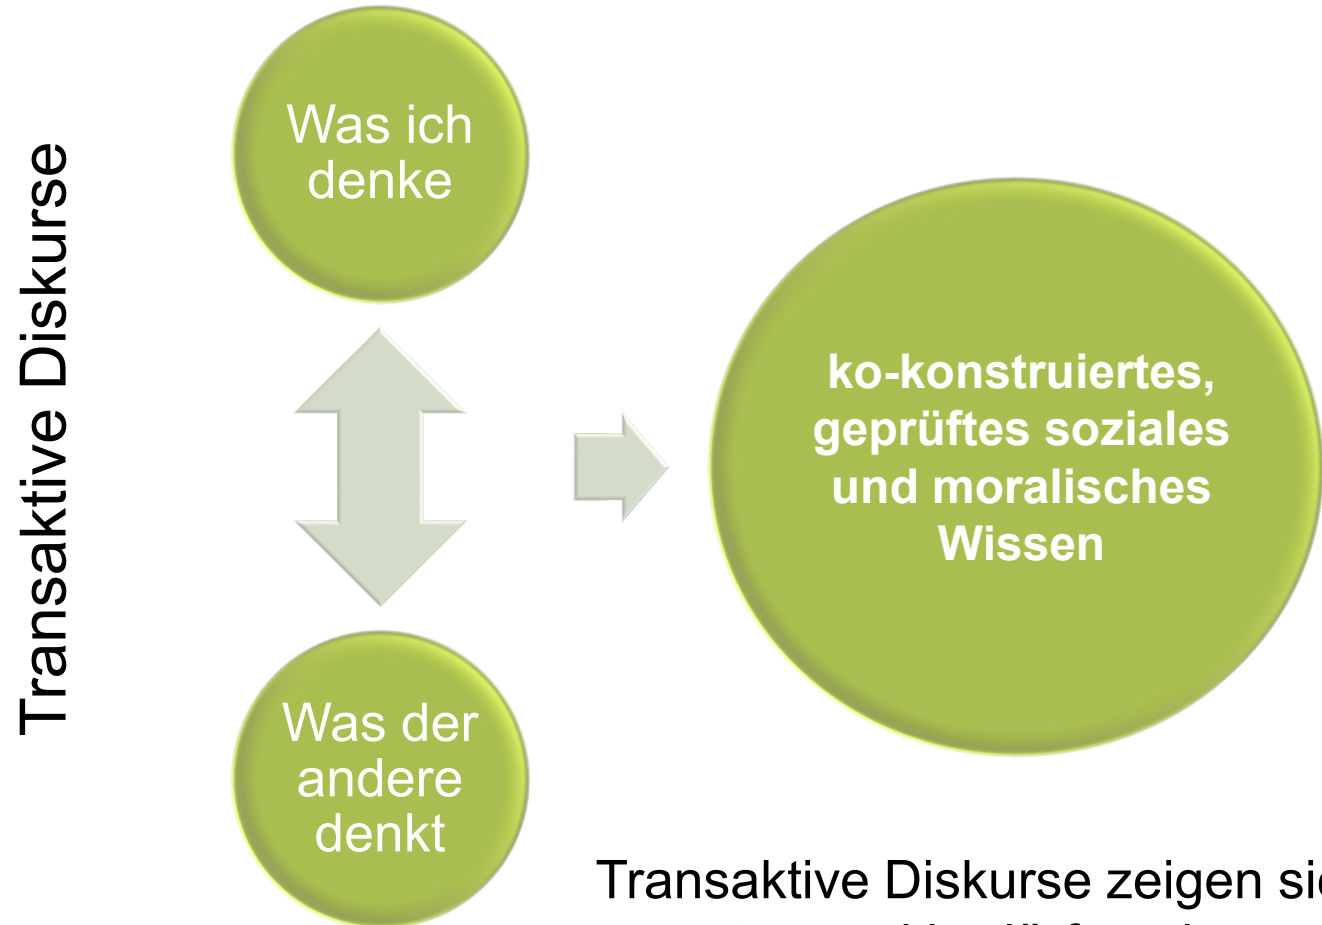 Transaktive Diskurse
Was ich
denke
Was der
andere
denkt
ko-konstruiertes,
geprüftes soziales
und moralisches
Wissen
Transaktive Diskurse zeigen